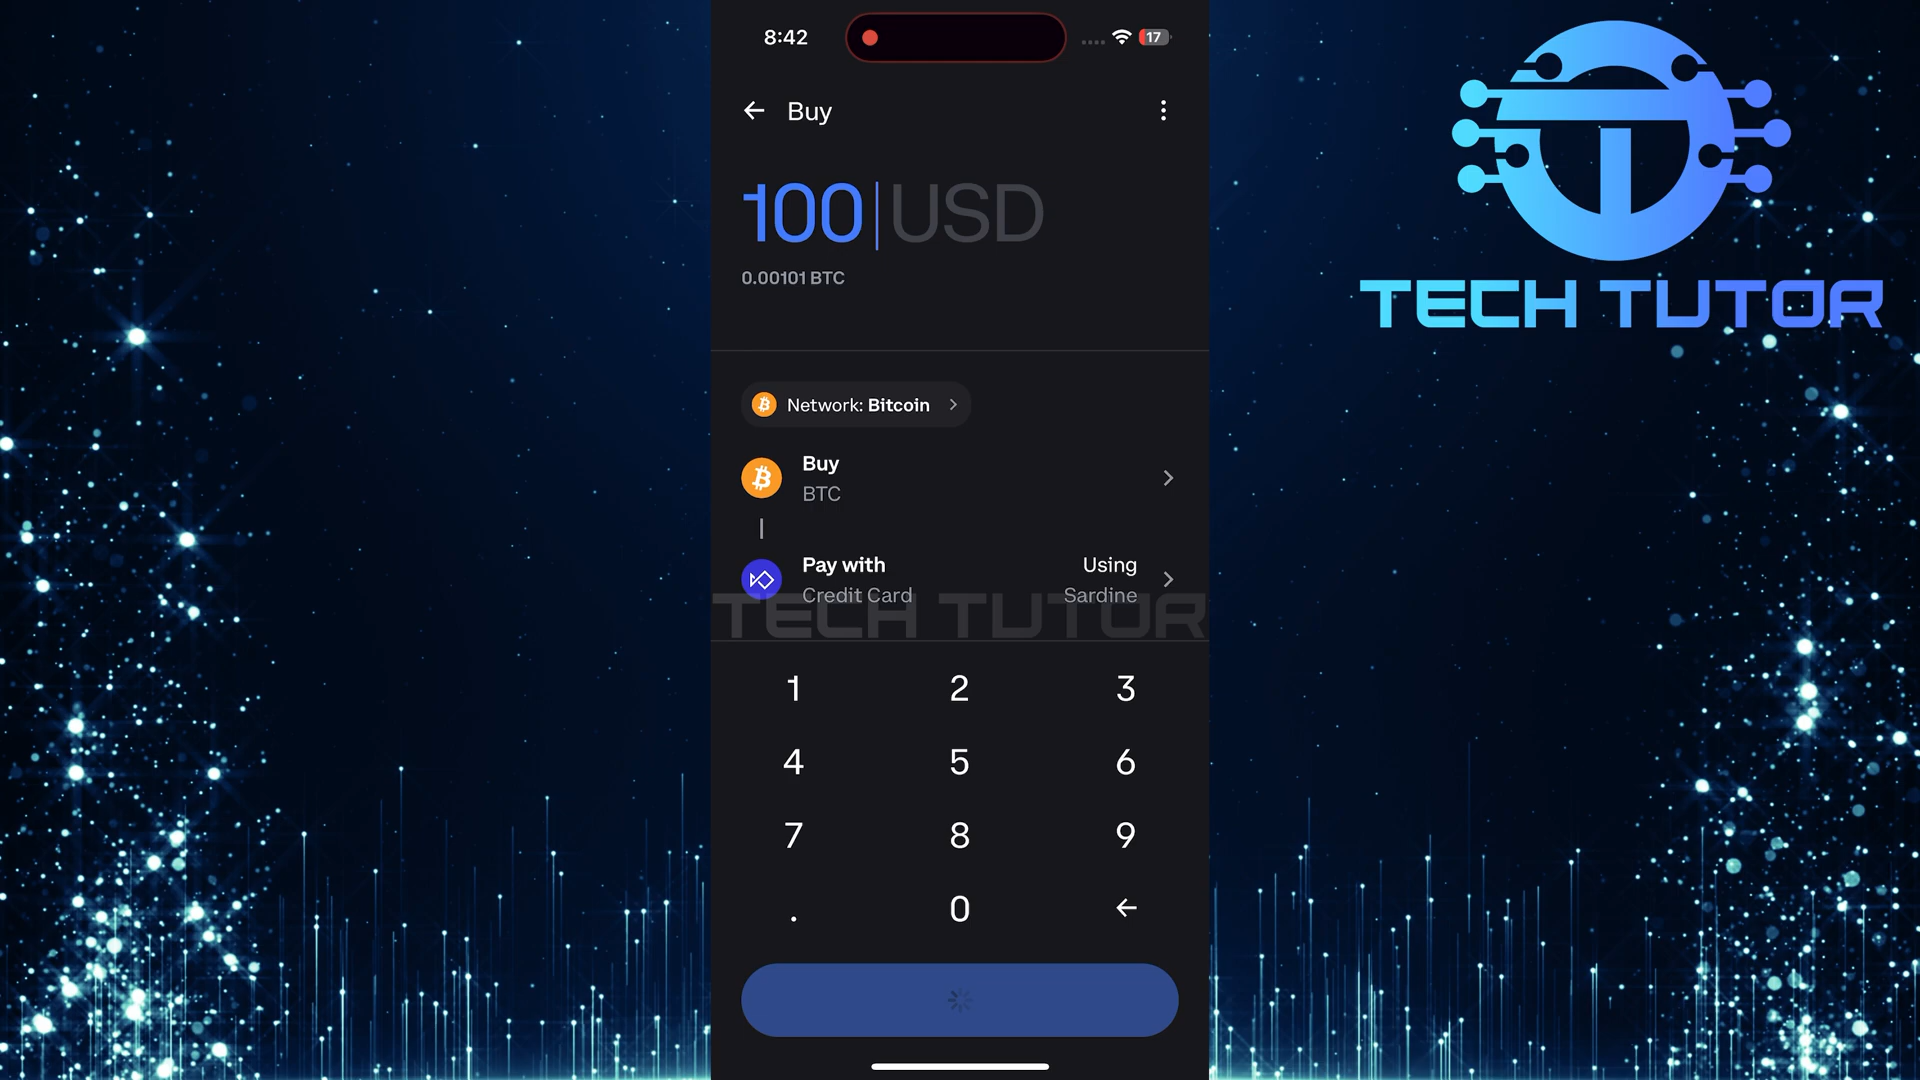 8:42
17
Buy
100 USD
0.00101 BTC
Network: Bitcoin
Buy
BTC
Pay with
Using
Credit Card
Sardine
TECH TUTOR
1 2 3
4 5 6
7 8 9
. 0
TECH TUTOR